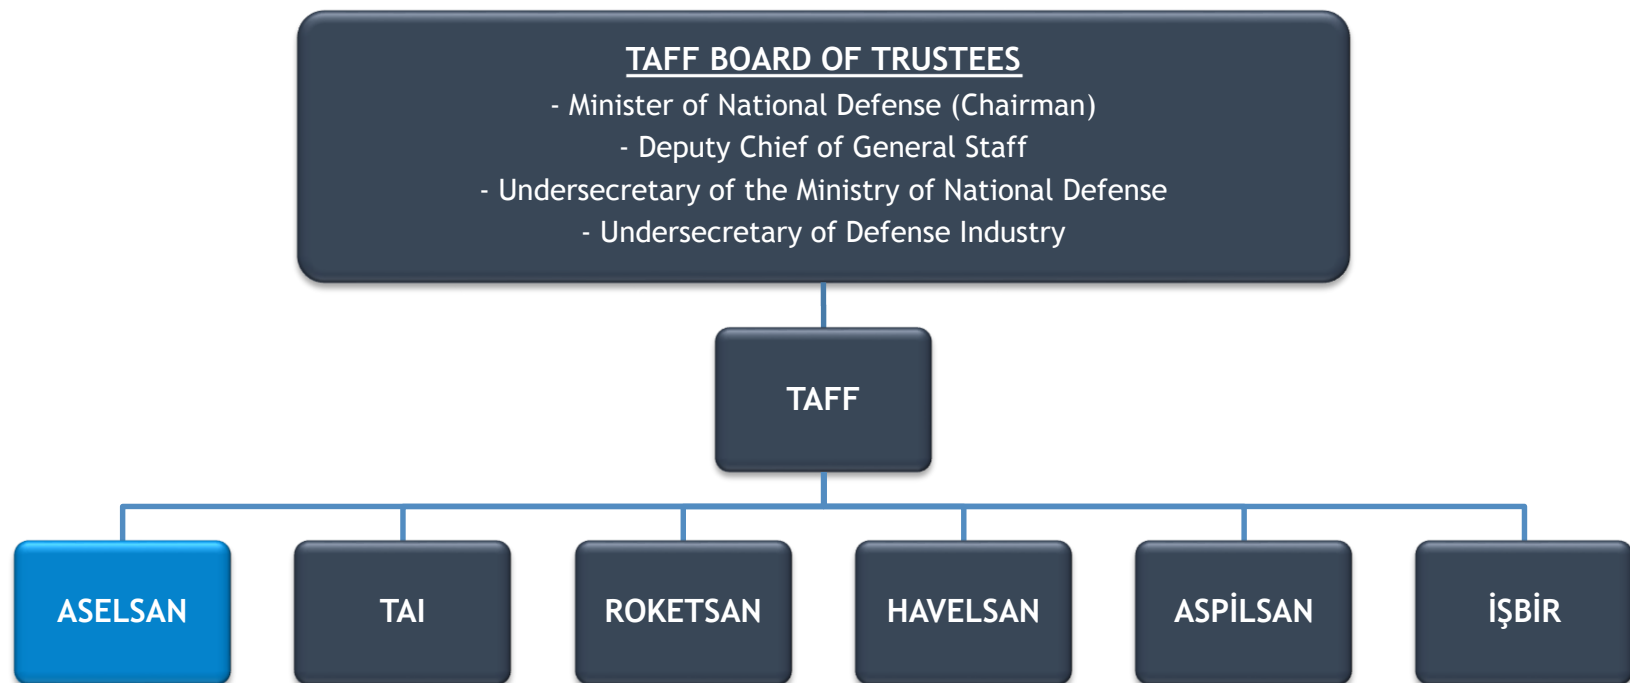 TAFF BOARD OF TRUSTEES
- Minister of National Defense (Chairman)
- Deputy Chief of General Staff
- Undersecretary of the Ministry of National Defense
- Undersecretary of Defense Industry
TAFF
ASELSAN
TAI
ROKETSAN
HAVELSAN
ASPİLSAN
İŞBİR